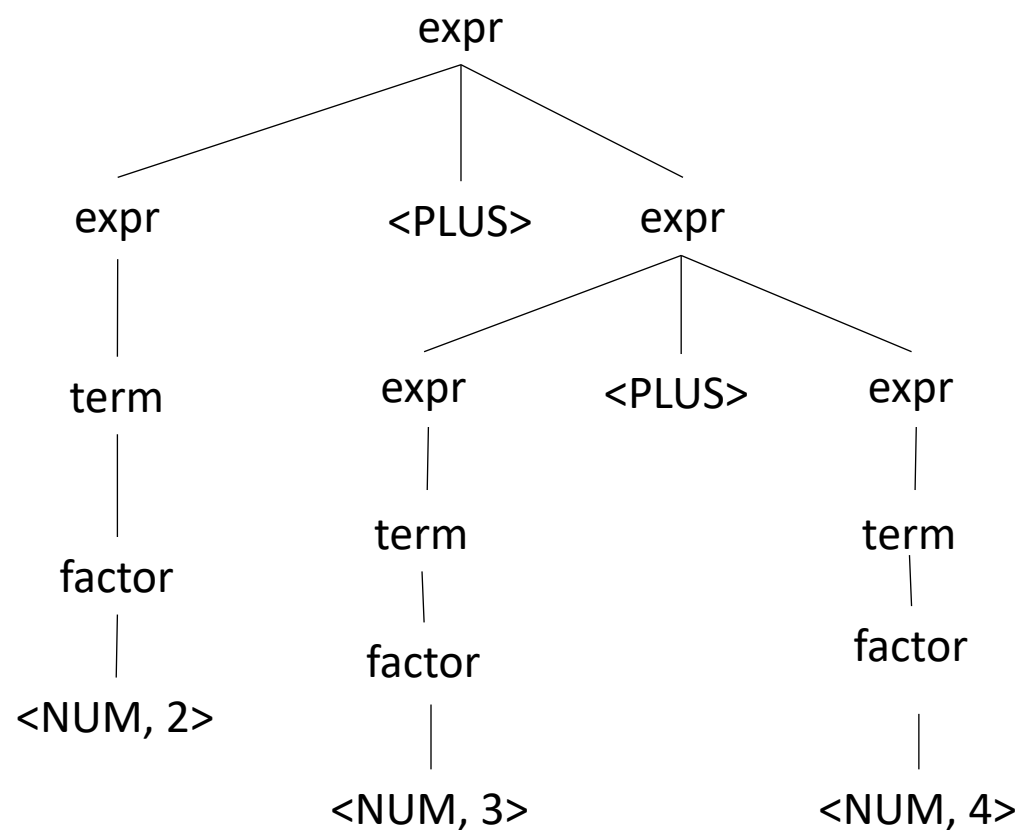 expr
expr <PLUS> expr
term expr <PLUS> expr
factor term term
<NUM, 2> factor factor
<NUM, 3> <NUM, 4>